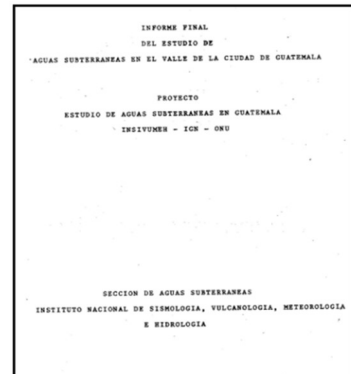 INFORME FINAL
DEL ESTUDIO DE
AGUAS SUBTERRANEAS EN EL VALLE DE LA CIUDAD DE GUATEMALA
PROYECTO
ESTUDIO DE AGUAS SUBTERRANEAS EN GUATEMALA
INSIVUMEH - IGN - ONU
SECCION DE AGUAS SUBTERRANEAS
INSTITUTO NACIONAL DE SISMOLOGIA, VULCANOLOGIA, METEOROLOGIA
E HIDROLOGIA